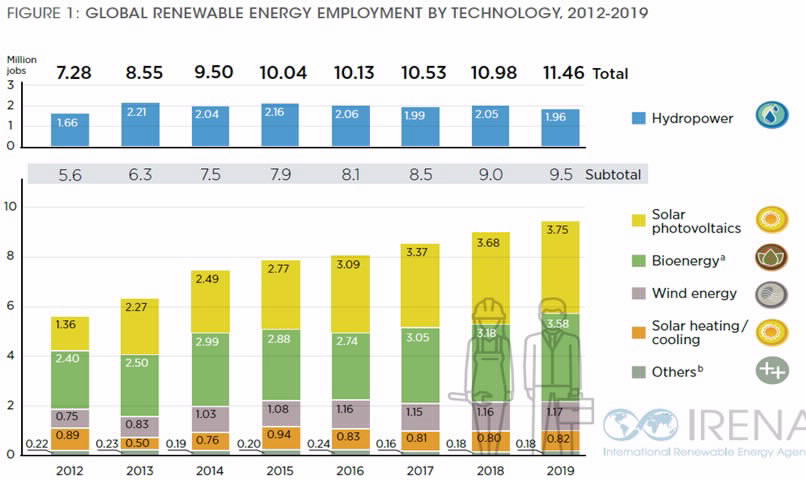 FIGURE 1: GLOBAL RENEWABLE ENERGY EMPLOYMENT BY TECHNOLOGY, 2012-2019
Million
jobs
7.28 8.55 9.50 10.04 10.13 10.53 10.98 11.46 Total
3
2
1
0
1.66 2.21 2.04 2.16 2.06 1.99 2.05 1.96
Hydropower
5.6 6.3 7.5 7.9 8.1 8.5 9.0 9.5 Subtotal
10
8
6
4
2
0
1.36 2.27 2.49 2.77 3.09 3.37 3.68 3.75
2.40 2.50 2.99 2.88 2.74 3.05 3.18 3.58
0.75 0.83 1.03 1.08 1.16 1.15 1.16 1.17
0.89 0.50 0.76 0.94 0.83 0.81 0.80 0.82
0.22 0.23 0.19 0.20 0.24 0.16 0.18 0.18
2012 2013 2014 2015 2016 2017 2018 2019
Solar
photovoltaics
Bioenergyª
Wind energy
Solar heating/
cooling
Othersᵇ
IRENA
International Renewable Energy Agen